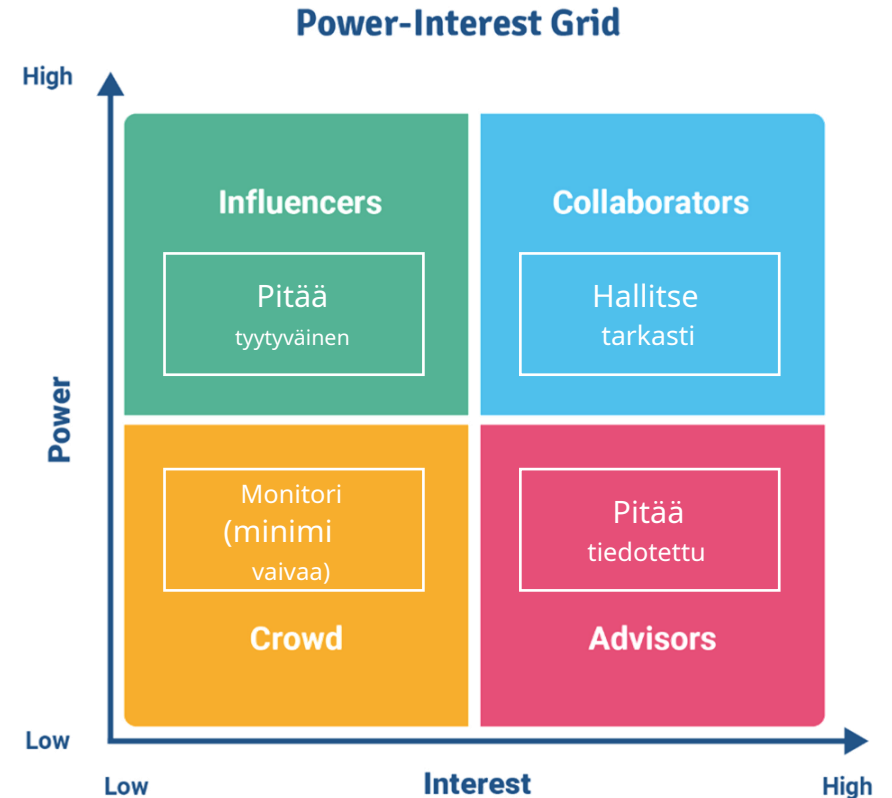 Power-Interest Grid
High
Influencers
Pitää
tyytyväinen
Collaborators
Hallitse
tarkasti
Power
Monitori
(minimi
vaivaa)
Crowd
Pitää
tiedotettu
Advisors
Low
Low
Interest
High